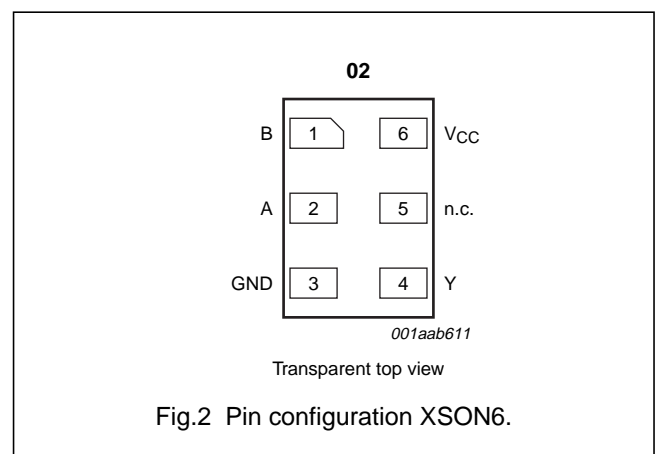 02
B 1 6 VCC
A 2 5 n.c.
GND 3 4 Y
001aab611
Transparent top view
Fig.2 Pin configuration XSON6.